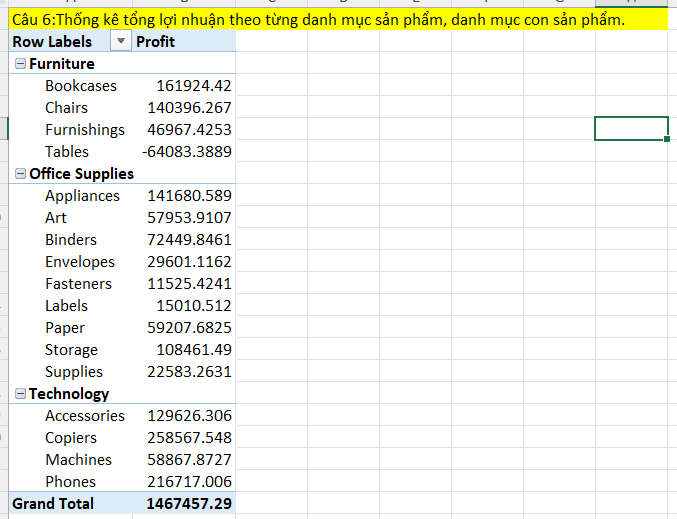 Câu 6:Thống kê tổng lợi nhuận theo từng danh mục sản phẩm, danh mục con sản phẩm.
Row Labels Profit
Furniture
Bookcases 161924.42
Chairs 140396.267
Furnishings 46967.4253
Tables -64083.3889
Office Supplies
Appliances 141680.589
Art 57953.9107
Binders 72449.8461
Envelopes 29601.1162
Fasteners 11525.4241
Labels 15010.512
Paper 59207.6825
Storage 108461.49
Supplies 22583.2631
Technology
Accessories 129626.306
Copiers 258567.548
Machines 58867.8727
Phones 216717.006
Grand Total 1467457.29